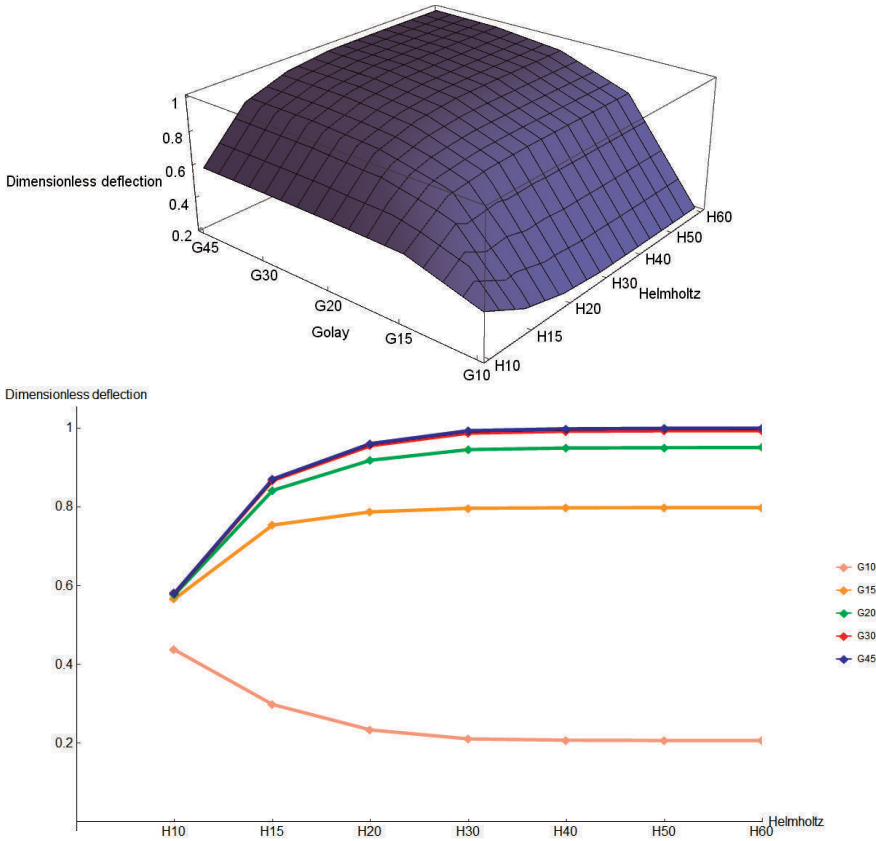 1
0.8
0.6
Dimensionless deflection
0.4
0.2
G45
G30
G20
Golay
G15
G10
H10
H15
H20
H30
Helmholtz
H40
H50
H60
Dimensionless deflection
1
0.8
0.6
0.4
0.2
H10 H15 H20 H30 H40 H50 H60
Helmholtz
G10
G15
G20
G30
G45